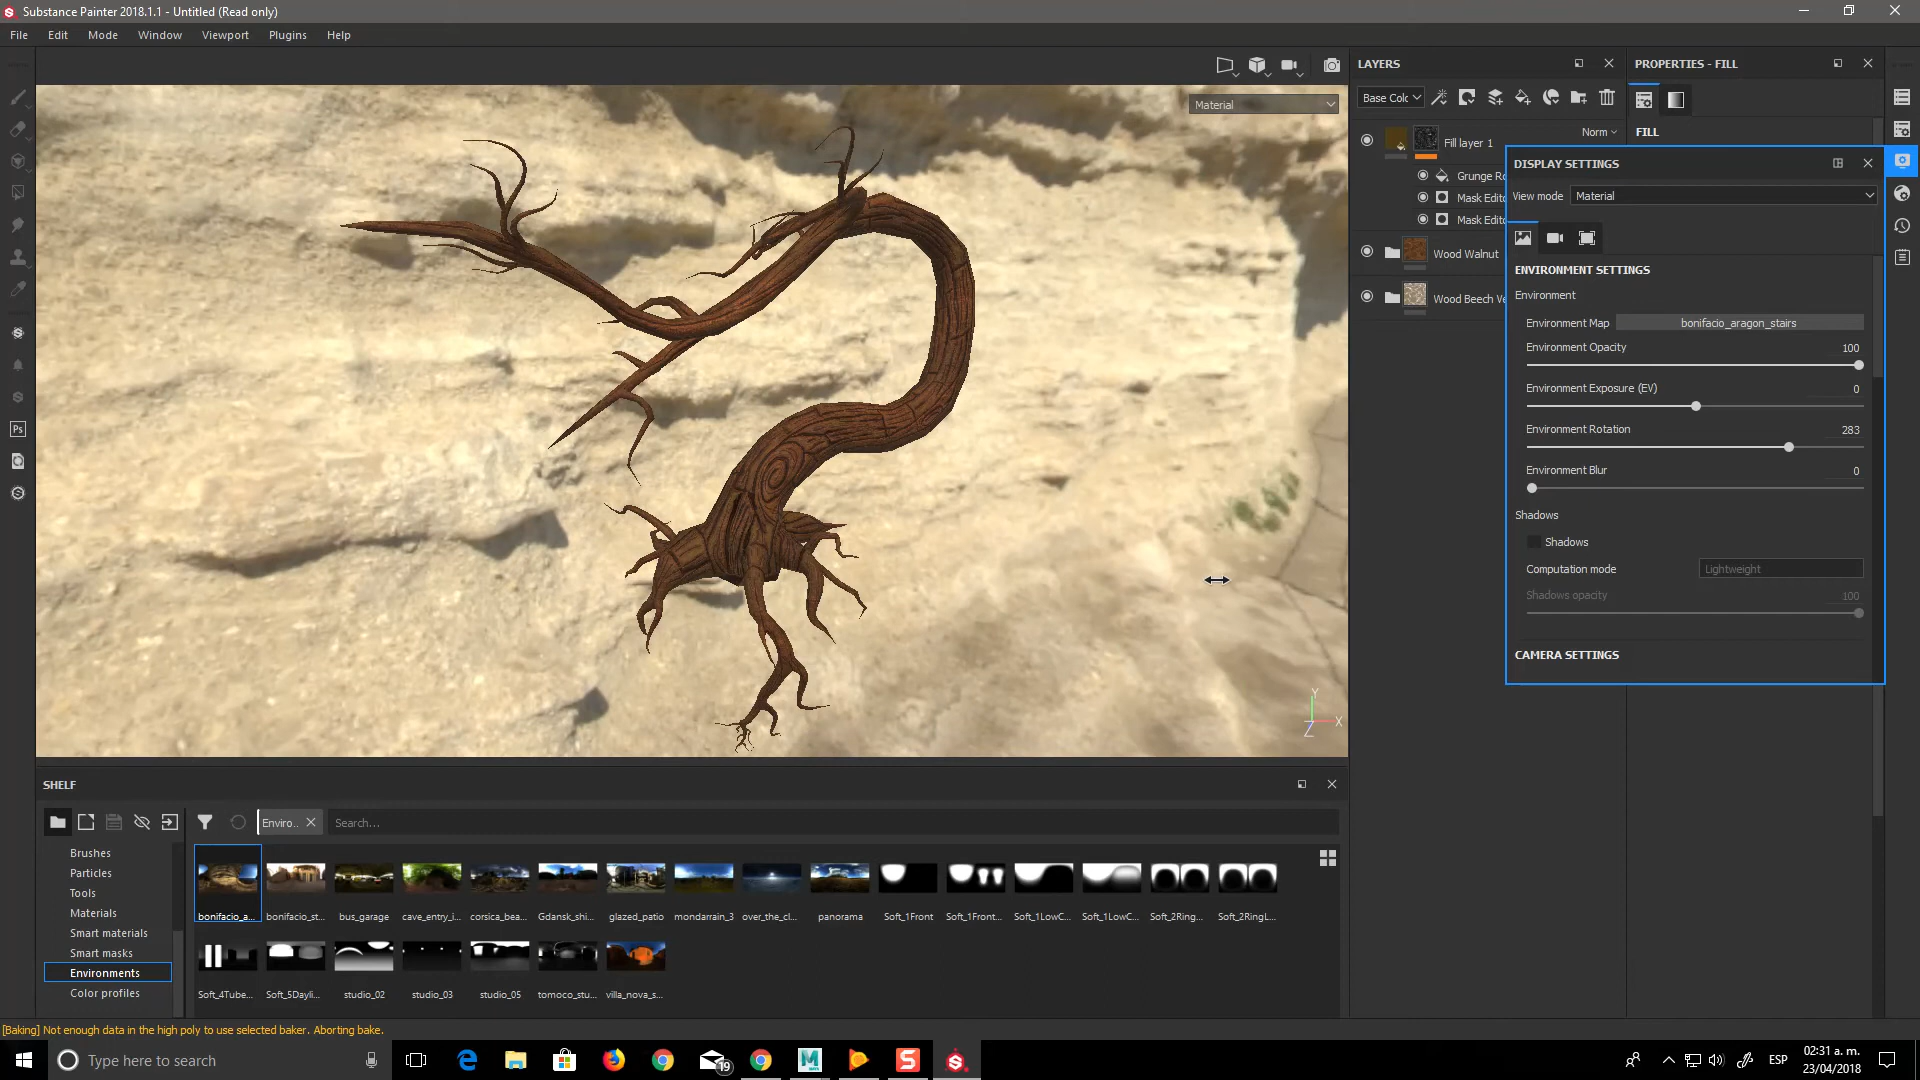 Substance Painter 2018.1.1 - Untitled (Read only)
File Edit Mode Window Viewport Plugins Help
Material
LAYERS
Base Colc
Norm
Fill layer 1
Grunge Ro
Mask Edito
Mask Edito
Wood Walnut
Wood Beech Ve
PROPERTIES - FILL
FILL
DISPLAY SETTINGS
View mode Material
ENVIRONMENT SETTINGS
Environment
Environment Map bonifacio_aragon_stairs
Environment Opacity 100
Environment Exposure (EV) 0
Environment Rotation 283
Environment Blur 0
Shadows
Shadows
Computation mode Lightweight
Shadows opacity 100
CAMERA SETTINGS
Y
X
Z
Ps
SHELF
Enviro.. Search...
Brushes
Particles
Tools
Materials
Smart materials
Smart masks
Environments
Color profiles
bonifacio_a... bonifacio_st... bus_garage cave_entry_i... corsica_bea... Gdansk_shi... glazed_patio mondarrain_3 over_the_cl... panorama Soft_1Front Soft_1Front... Soft_1LowC... Soft_1LowC... Soft_2Ring... Soft_2RingL...
Soft_4Tube... Soft_5Dayli... studio_02 studio_03 studio_05 tomoco_stu... villa_nova_s...
[Baking] Not enough data in the high poly to use selected baker. Aborting bake.
Type here to search
19
ESP
02:31 a. m.
23/04/2018